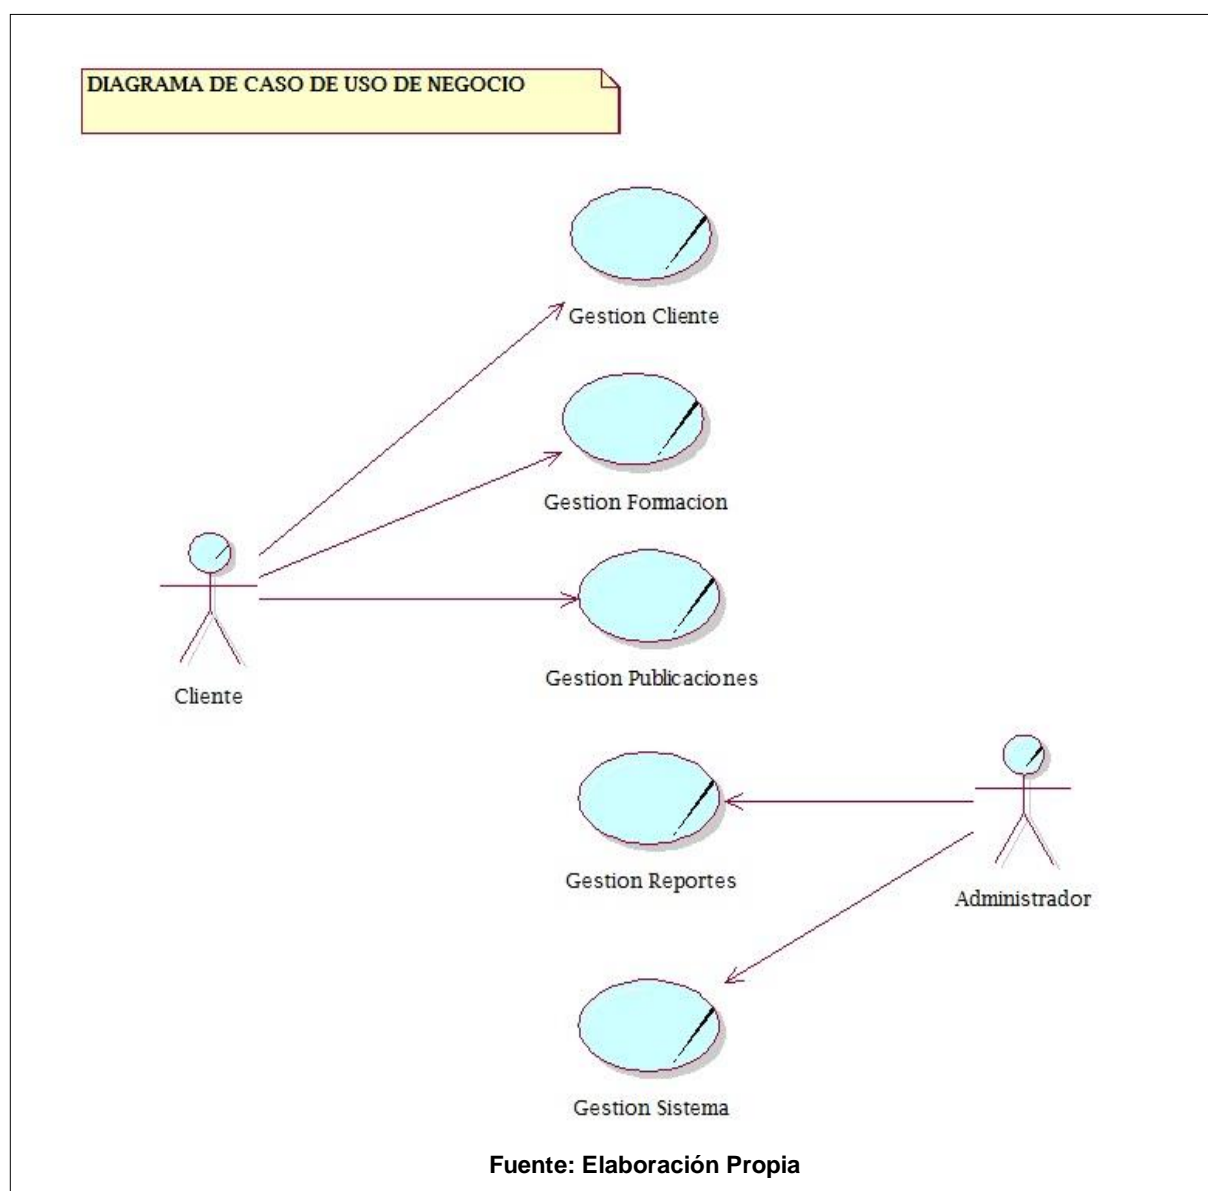 DIAGRAMA DE CASO DE USO DE NEGOCIO
Gestion Cliente
Gestion Formacion
Gestion Publicaciones
Cliente
Gestion Reportes
Administrador
Gestion Sistema
Fuente: Elaboración Propia